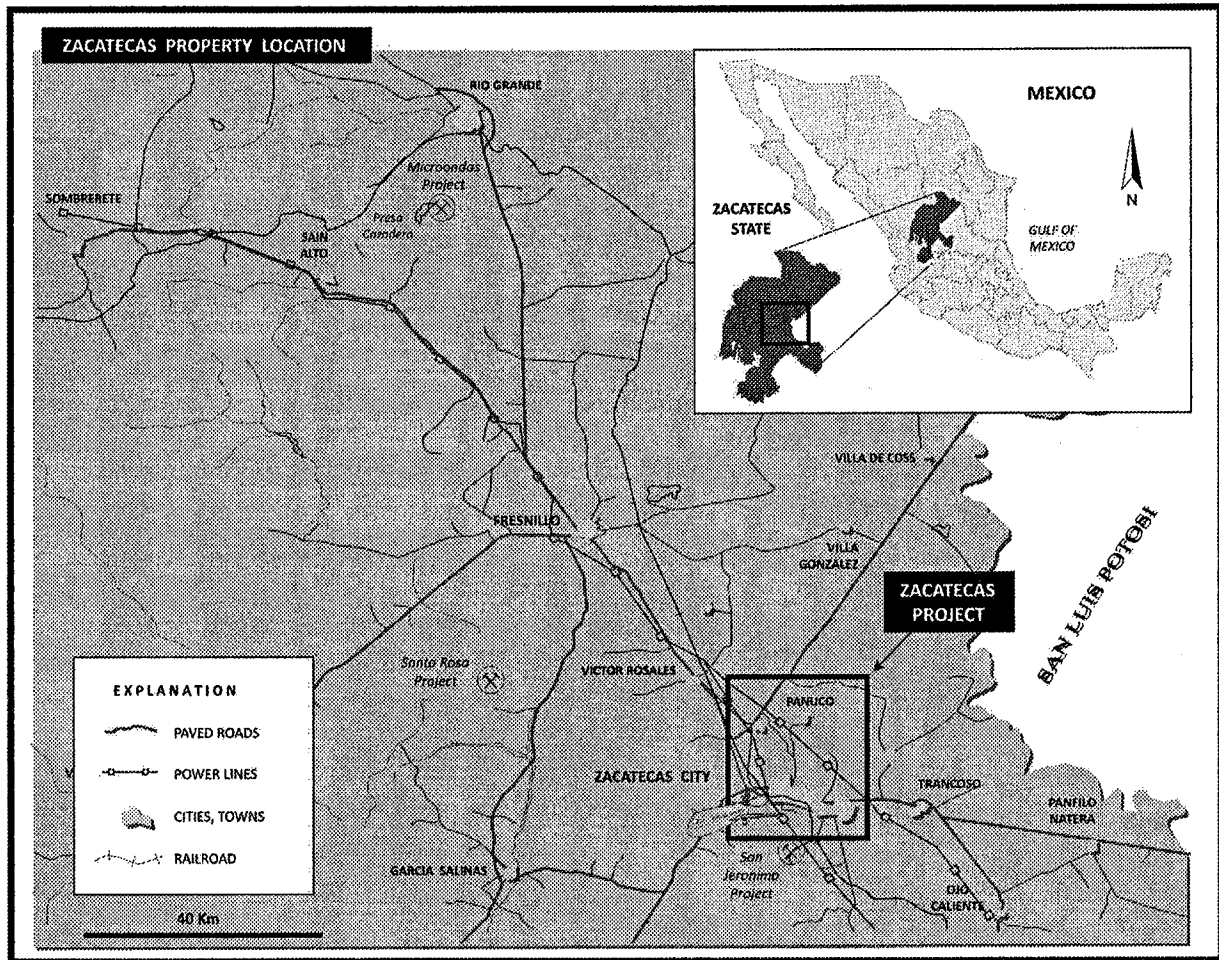 ZACATECAS PROPERTY LOCATION
RIO GRANDE
Microondas
Project
SOMBRERETE
Presa
SAIN
ALTO
MEXICO
N
ZACATECAS
STATE
GULF OF
MEXICO
VILLA DE COSS
FRESNILLO
VILLA
GONZÁLEZ
ZACATECAS
PROJECT
SAN LUIS POTOSI
Santa Rosa
Project
VICTOR ROSALES
PANUCO
ZACATECAS CITY
TRANCOSO
PANFILO
NATERA
GARCIA SALINAS
San
Jeronimo
Project
OJO
CALIENTE
EXPLANATION
PAVED ROADS
POWER LINES
CITIES, TOWNS
RAILROAD
40 Km